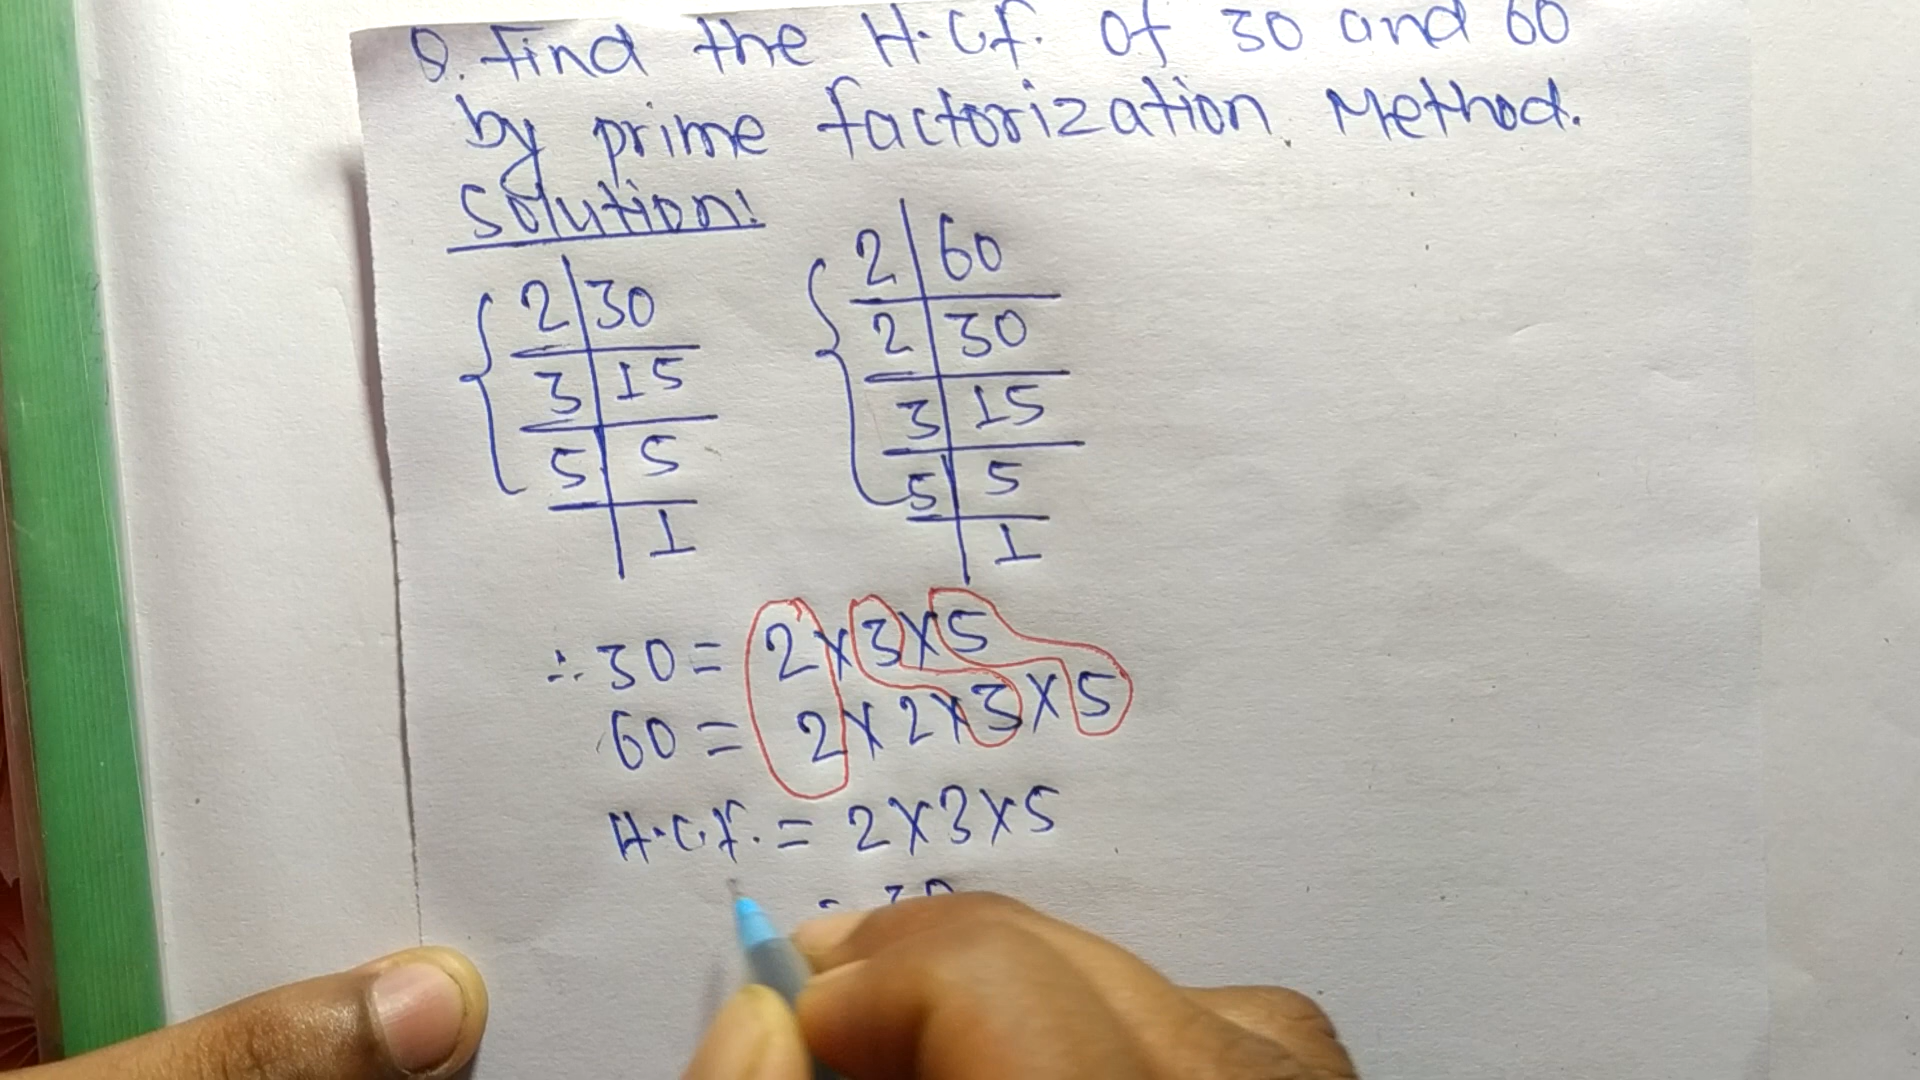 Q. Find the H.C.F. Of 30 and 60
by prime factorization Method.
Solution:
2 | 30
3 | 15
5 | 5
1
2 | 60
2 | 30
3 | 15
5 | 5
1
∴ 30 = 2×3×5
60 = 2×2×3×5
H.C.F. = 2×3×5
= 30